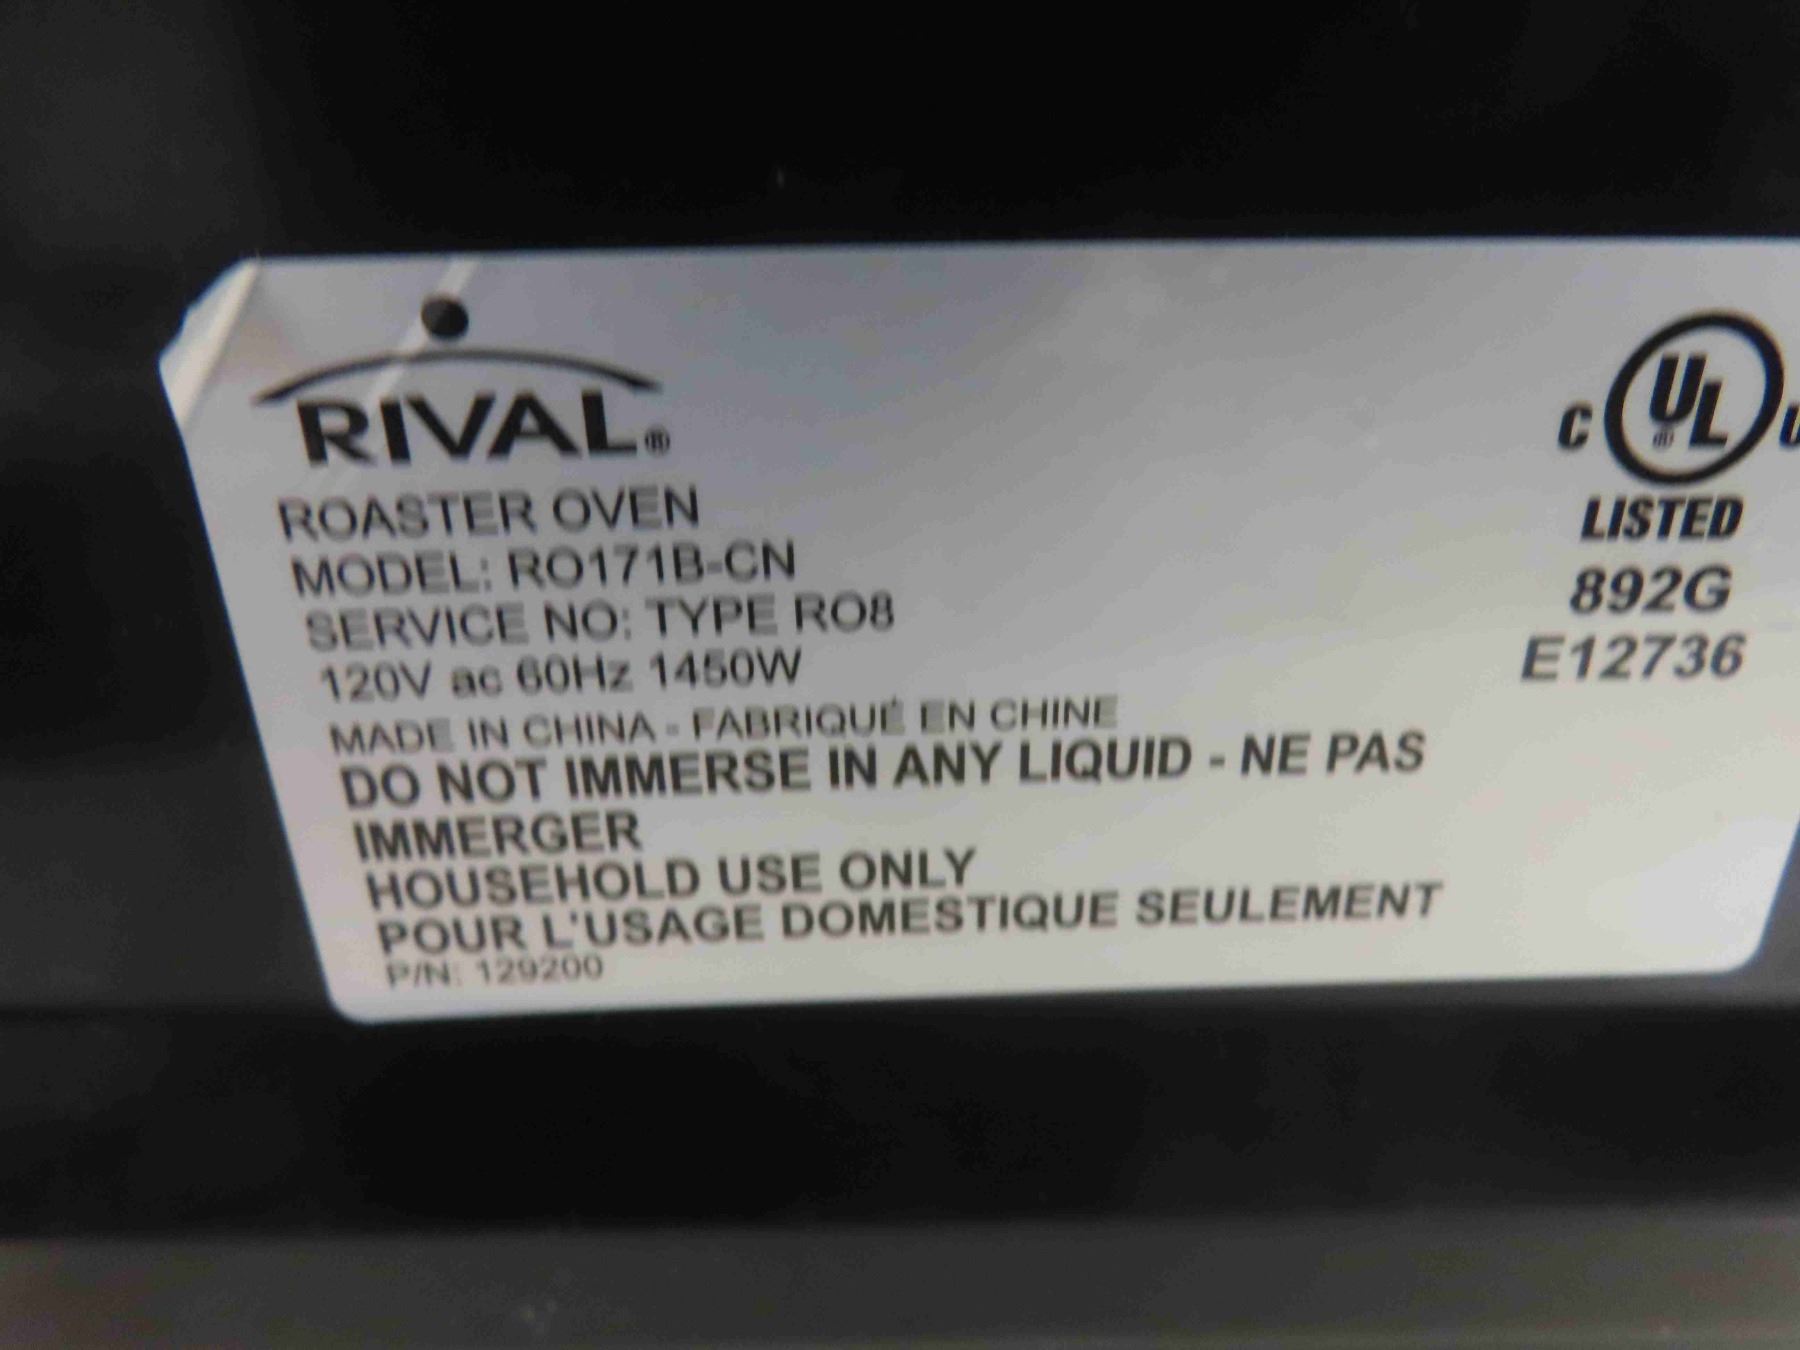 RIVAL®
ROASTER OVEN
MODEL: RO171B-CN
SERVICE NO: TYPE RO8
120V ac 60Hz 1450W
MADE IN CHINA - FABRIQUÉ EN CHINE
DO NOT IMMERSE IN ANY LIQUID - NE PAS
IMMERGER
HOUSEHOLD USE ONLY
POUR L'USAGE DOMESTIQUE SEULEMENT
P/N: 129200
C UL®
LISTED
892G
E12736